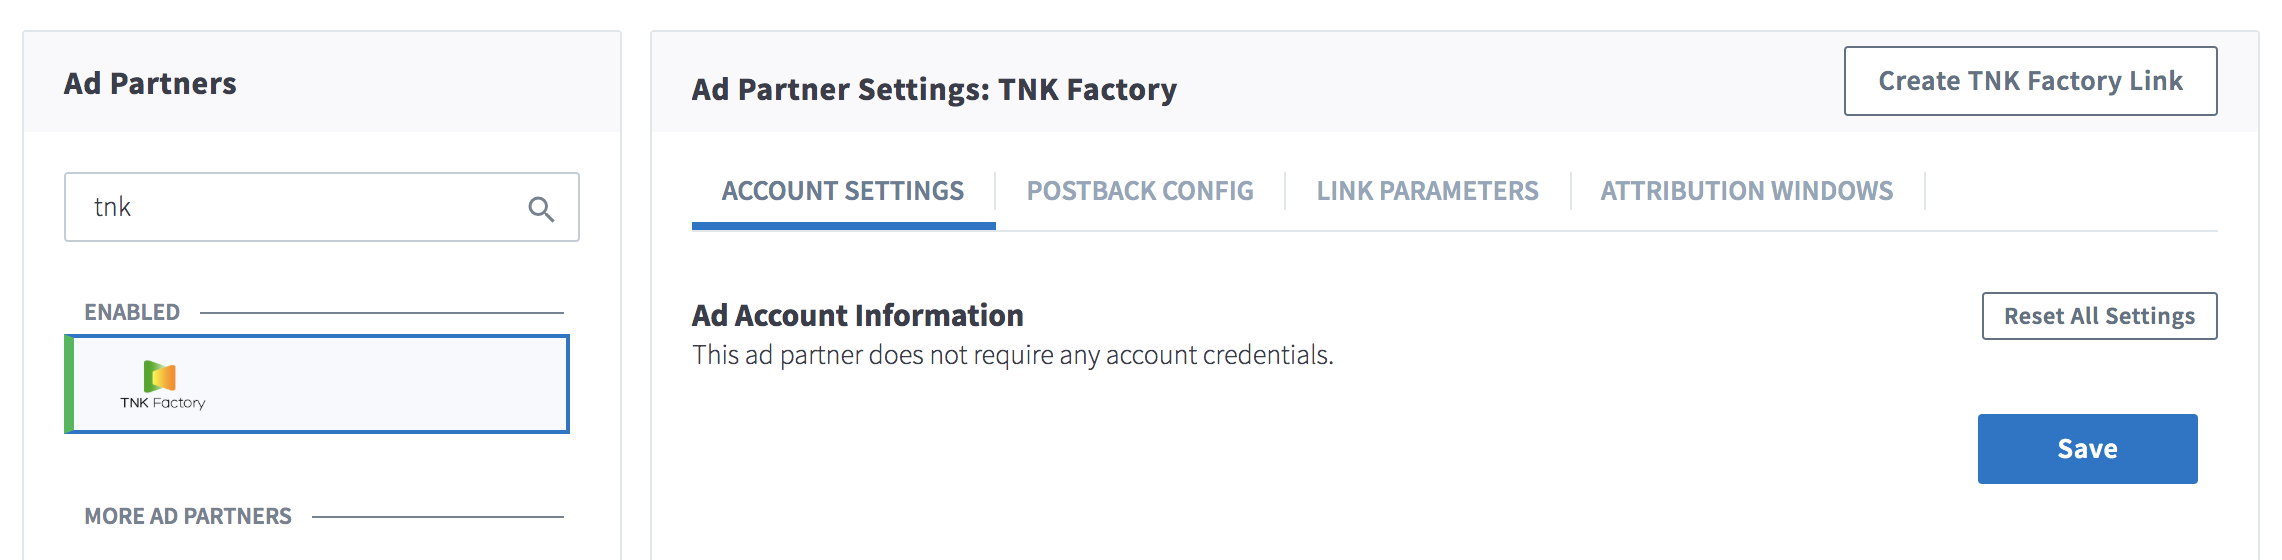 Ad Partners
tnk
ENABLED
TNK Factory
MORE AD PARTNERS
Ad Partner Settings: TNK Factory
Create TNK Factory Link
ACCOUNT SETTINGS
POSTBACK CONFIG
LINK PARAMETERS
ATTRIBUTION WINDOWS
Ad Account Information
Reset All Settings
This ad partner does not require any account credentials.
Save